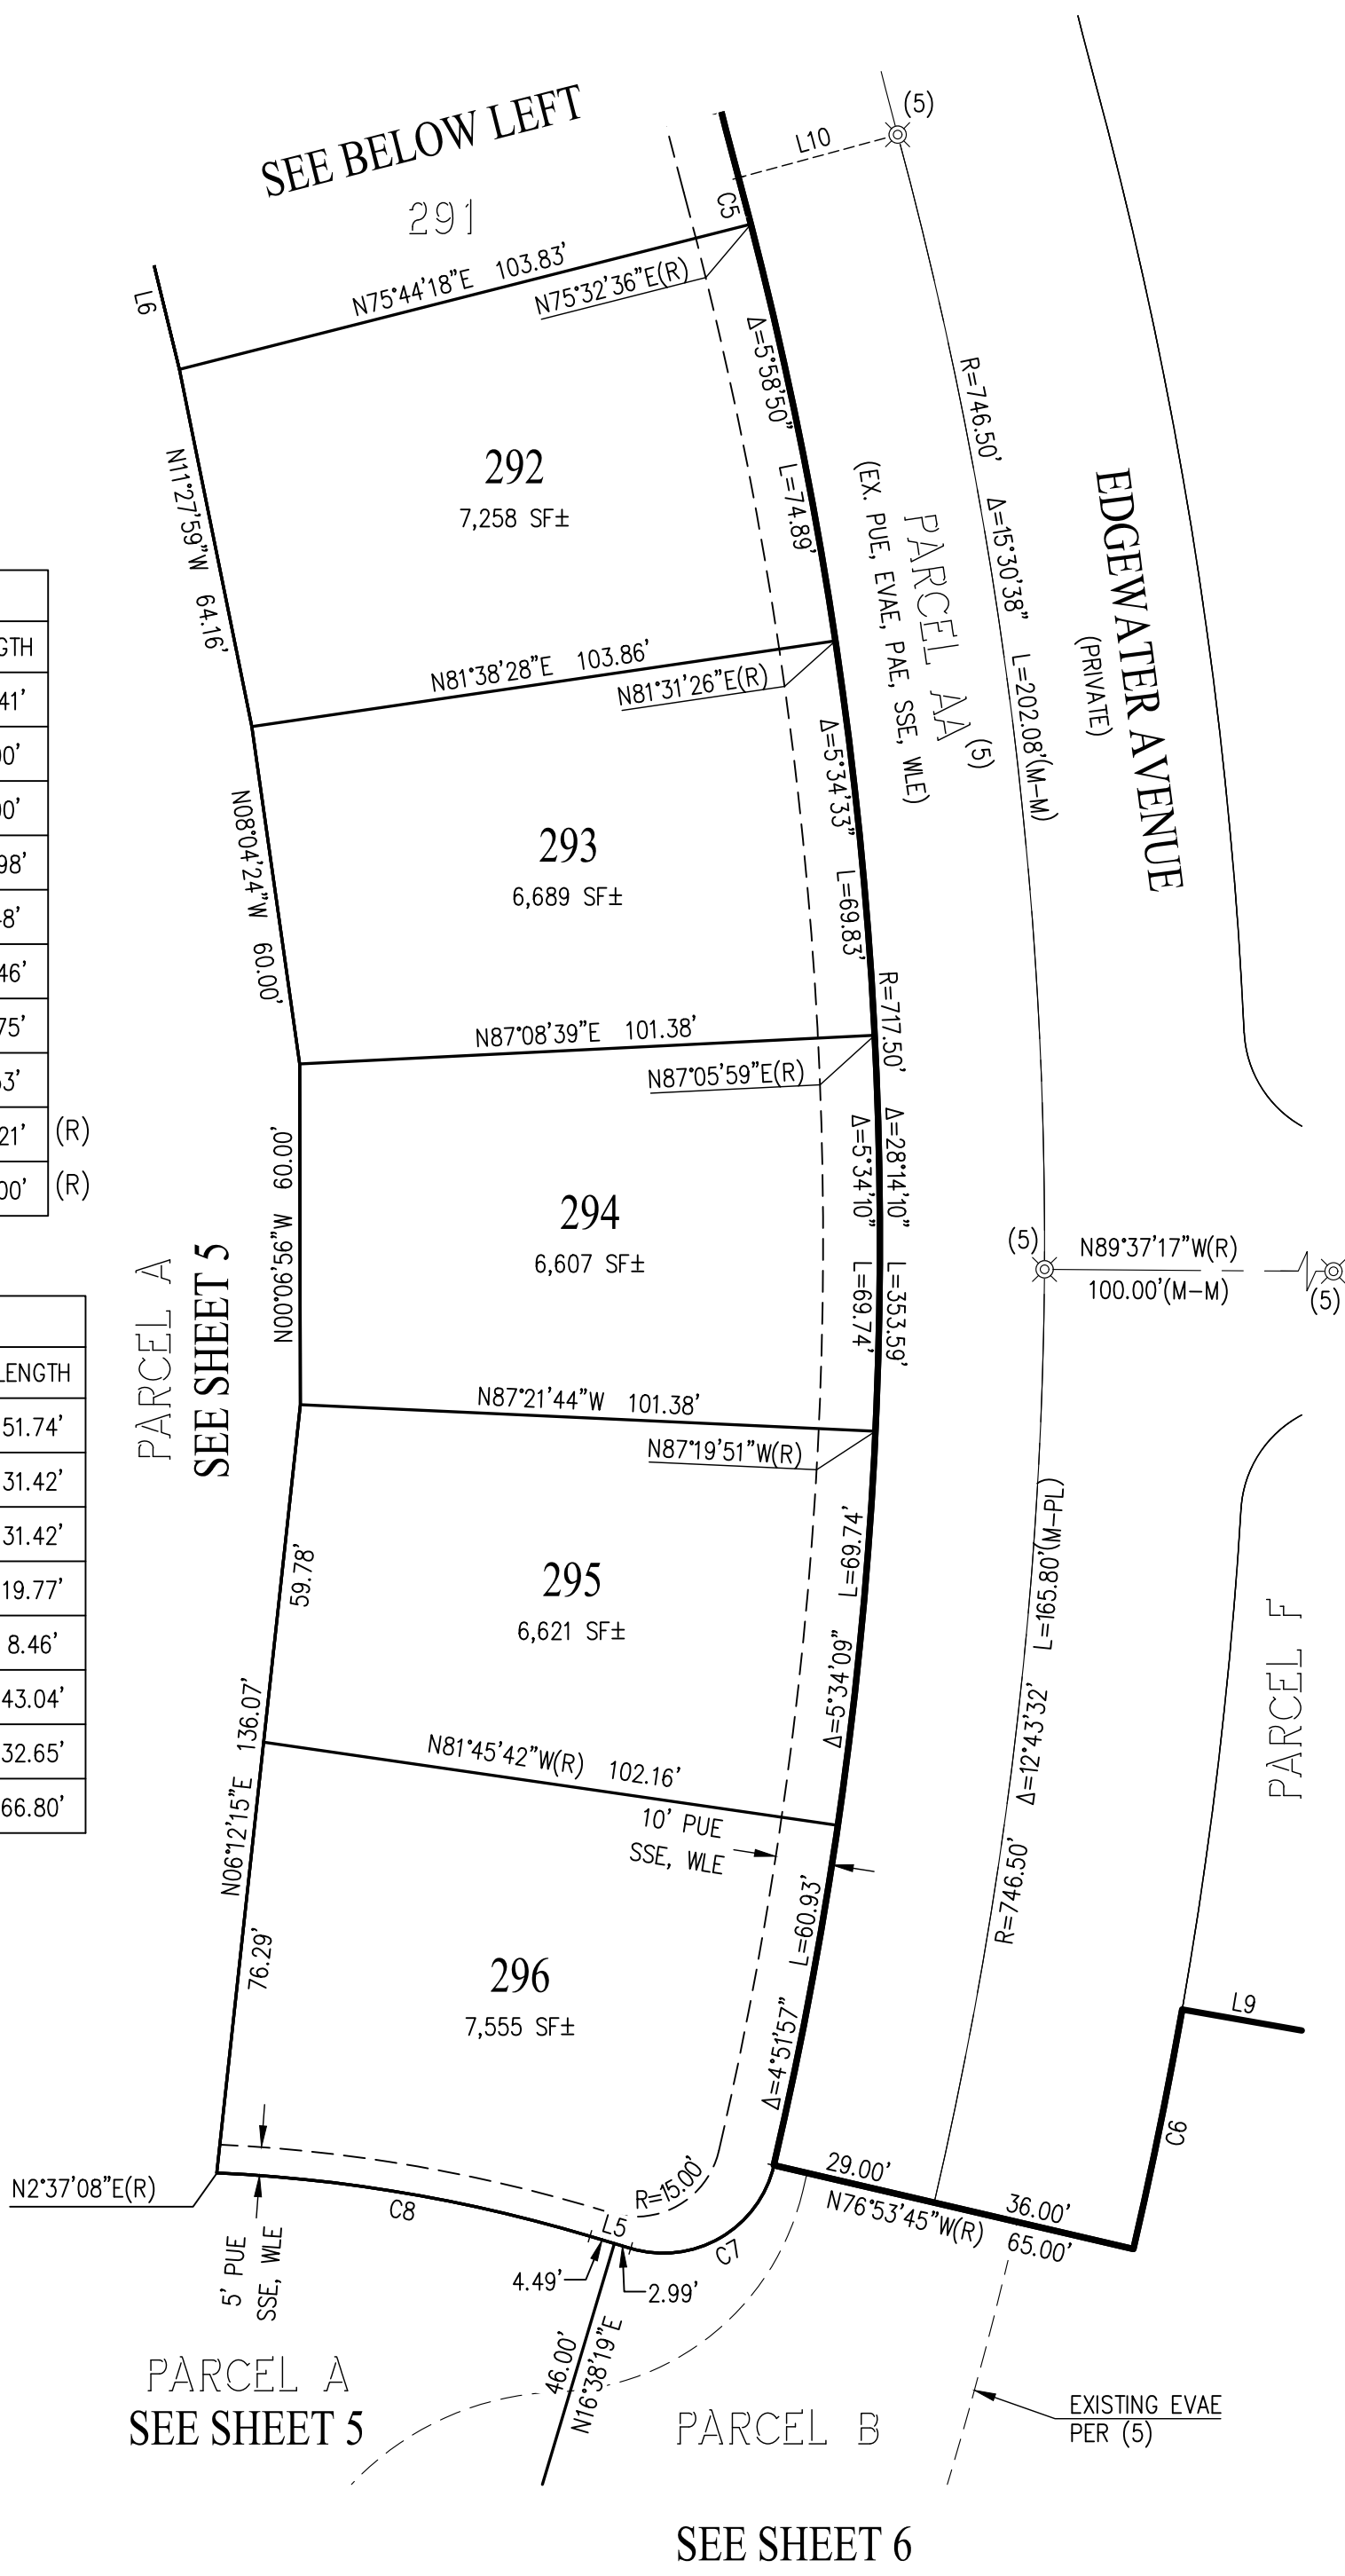 (5)
L10
SEE BELOW LEFT
291
C5
L6
N75°44'18"E 103.83'
N75°32'36"E(R)
Δ=5°58'50" L=74.89'
R=746.50' Δ=15°30'38" L=202.08'(M-M)
N11°27'59"W 64.16'
292
7,258 SF±
(EX. PUE, EVAE, PAE, SSE, WLE)
PARCEL AA (5)
EDGEWATER AVENUE
(PRIVATE)
N81°38'28"E 103.86'
N81°31'26"E(R)
Δ=5°34'33" L=69.83'
N08°04'24"W 60.00'
293
6,689 SF±
GTH
41'
00'
00'
98'
48'
46'
75'
53'
21' (R)
00' (R)
R=717.50' Δ=28°14'10" L=353.59'
N87°08'39"E 101.38'
N87°05'59"E(R)
Δ=5°34'10" L=69.74'
N00°06'56"W 60.00'
294
6,607 SF±
PARCEL A
SEE SHEET 5
(5)
N89°37'17"W(R)
100.00'(M-M)
(5)
LENGTH
51.74'
31.42'
31.42'
19.77'
8.46'
43.04'
32.65'
66.80'
N87°21'44"W 101.38'
N87°19'51"W(R)
Δ=5°34'09" L=69.74'
59.78'
295
6,621 SF±
R=746.50' Δ=12°43'32' L=165.80'(M-PL)
PARCEL F
N06°12'15"E 136.07'
N81°45'42"W(R) 102.16'
10' PUE
SSE, WLE
Δ=4°51'57" L=60.93'
76.29'
296
7,555 SF±
L9
C6
29.00'
36.00'
N76°53'45"W(R) 65.00'
R=15.00'
N2°37'08"E(R)
C8
L5
C7
5' PUE
SSE, WLE
4.49'
2.99'
46.00'
N16°38'19"E
PARCEL A
SEE SHEET 5
PARCEL B
EXISTING EVAE
PER (5)
SEE SHEET 6